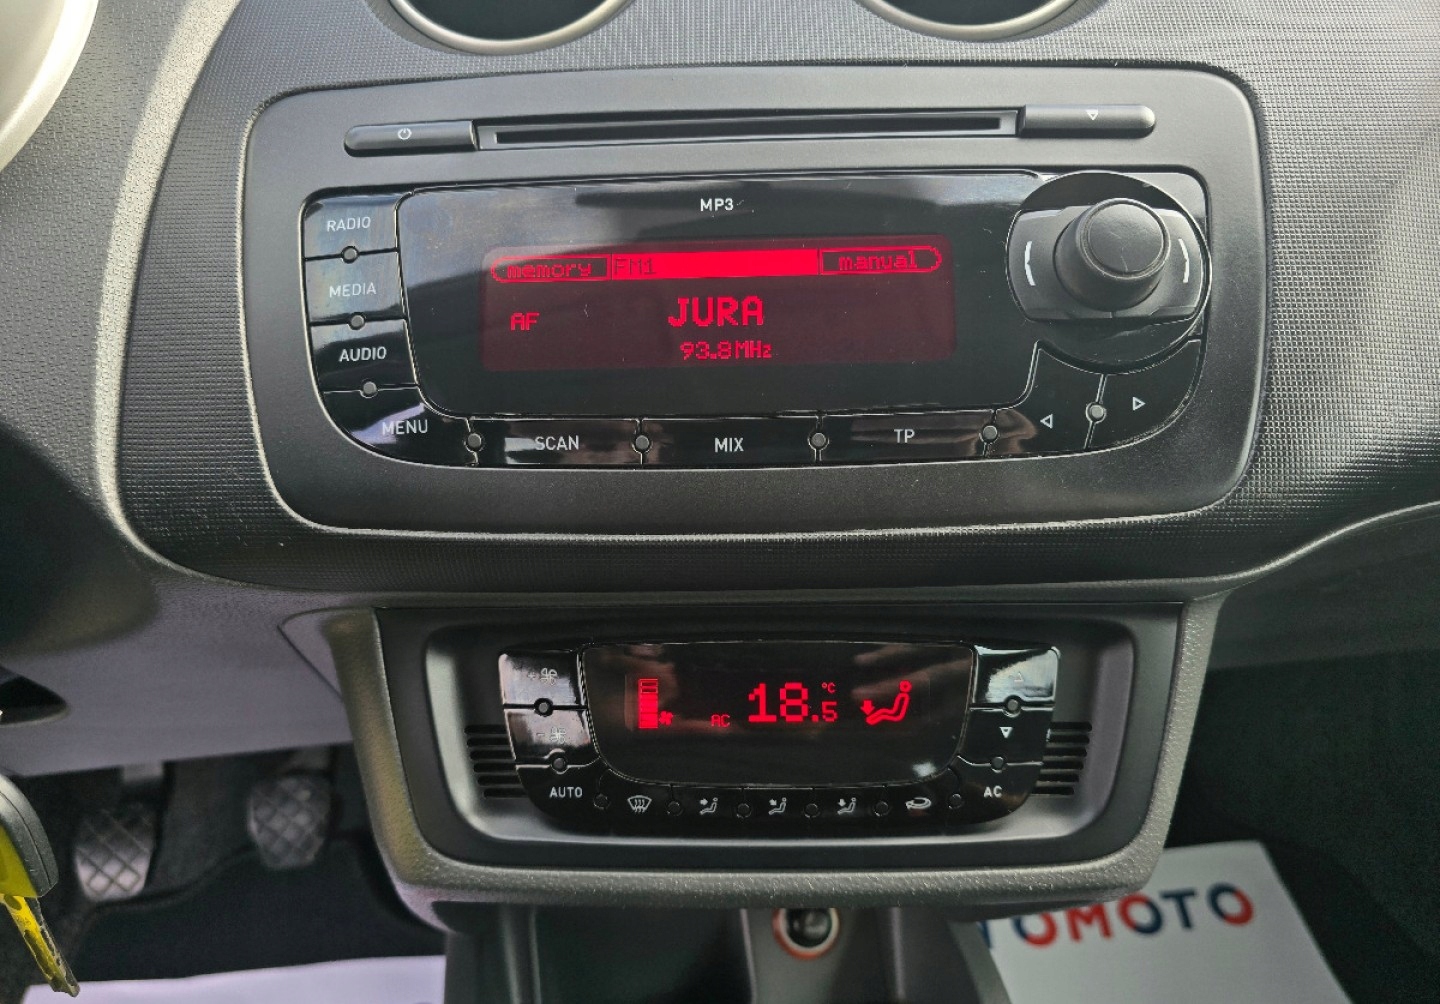 MP3
RADIO
MEDIA
AUDIO
MENU
memory FM1 manual
AF JURA
93.8MHz
SCAN MIX TP
AC 18.5 °C
AUTO AC
TOMOTO